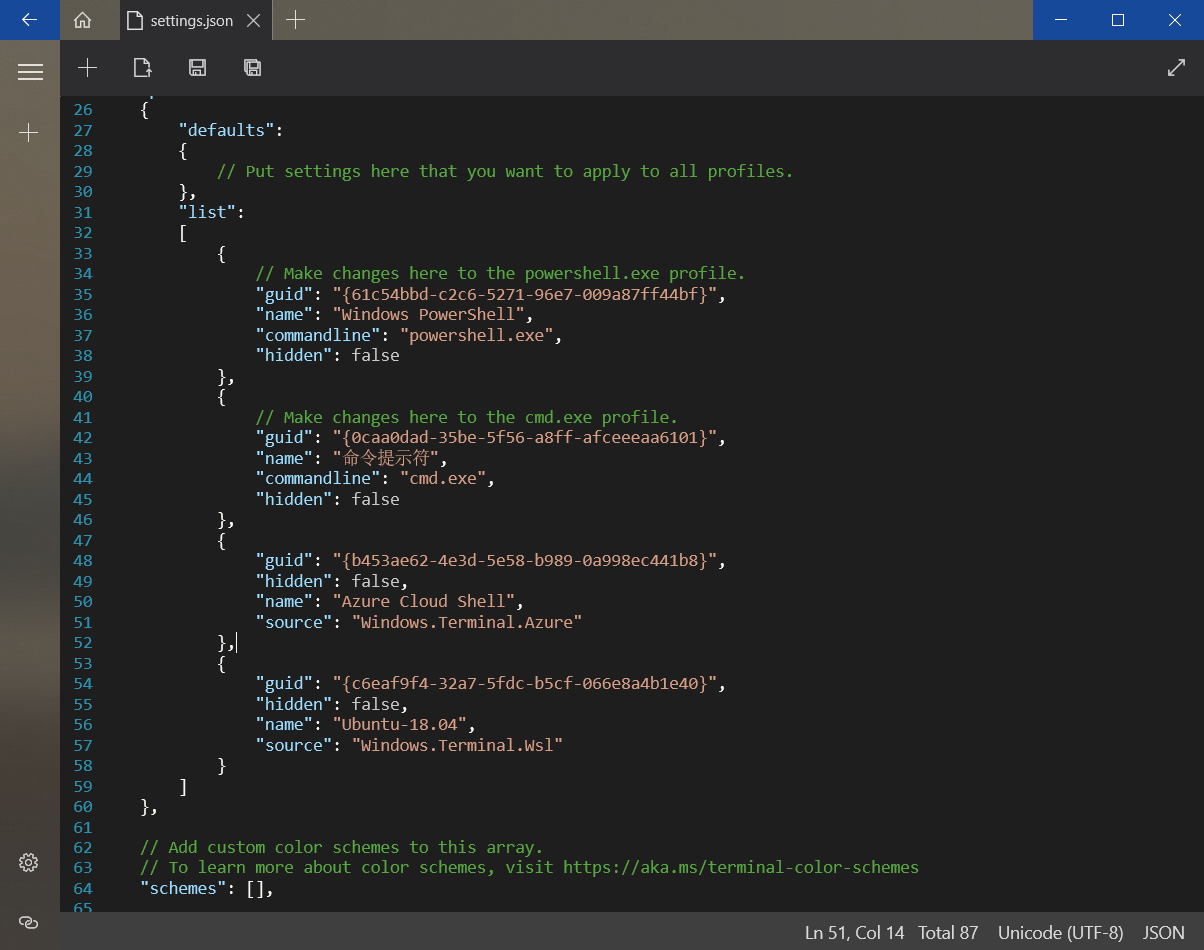 settings.json
26 {
27 "defaults":
28 {
29 // Put settings here that you want to apply to all profiles.
30 },
31 "list":
32 [
33 {
34 // Make changes here to the powershell.exe profile.
35 "guid": "{61c54bbd-c2c6-5271-96e7-009a87ff44bf}",
36 "name": "Windows PowerShell",
37 "commandline": "powershell.exe",
38 "hidden": false
39 },
40 {
41 // Make changes here to the cmd.exe profile.
42 "guid": "{0caa0dad-35be-5f56-a8ff-afceeeaa6101}",
43 "name": "命令提示符",
44 "commandline": "cmd.exe",
45 "hidden": false
46 },
47 {
48 "guid": "{b453ae62-4e3d-5e58-b989-0a998ec441b8}",
49 "hidden": false,
50 "name": "Azure Cloud Shell",
51 "source": "Windows.Terminal.Azure"
52 },
53 {
54 "guid": "{c6eaf9f4-32a7-5fdc-b5cf-066e8a4b1e40}",
55 "hidden": false,
56 "name": "Ubuntu-18.04",
57 "source": "Windows.Terminal.Wsl"
58 }
59 ]
60 },
61
62 // Add custom color schemes to this array.
63 // To learn more about color schemes, visit https://aka.ms/terminal-color-schemes
64 "schemes": [],
65
Ln 51, Col 14 Total 87 Unicode (UTF-8) JSON